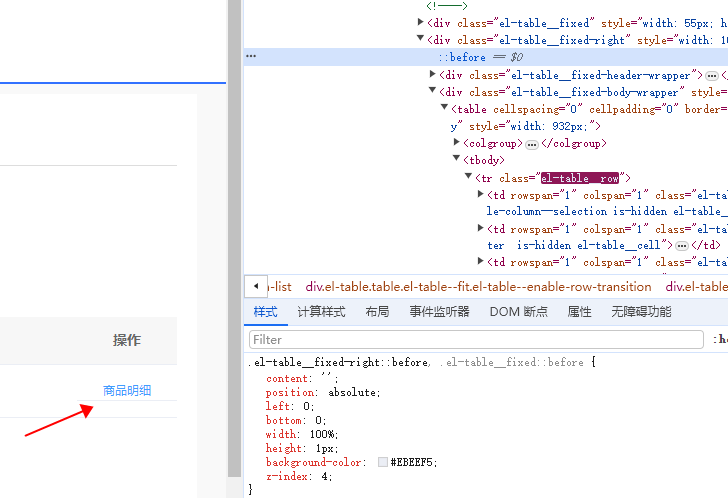 操作
商品明细
<!---->
▶<div class="el-table__fixed" style="width: 55px; h
▼<div class="el-table__fixed-right" style="width: 1
··· ::before == $0
▶<div class="el-table__fixed-header-wrapper">…</
▼<div class="el-table__fixed-body-wrapper" style=
▼<table cellspacing="0" cellpadding="0" border=
y" style="width: 932px;">
▶<colgroup>…</colgroup>
▼<tbody>
▼<tr class="el-table__row">
▶<td rowspan="1" colspan="1" class="el-ta
le-column--selection is-hidden el-table__
▶<td rowspan="1" colspan="1" class="el-ta
ter  is-hidden el-table__cell">…</td>
▶<td rowspan="1" colspan="1" class="el-ta
-list div.el-table.table.el-table--fit.el-table--enable-row-transition div.el-table
样式 计算样式 布局 事件监听器 DOM 断点 属性 无障碍功能
Filter :h
.el-table__fixed-right::before, .el-table__fixed::before {
content: '';
position: absolute;
left: 0;
bottom: 0;
width: 100%;
height: 1px;
background-color: #EBEEF5;
z-index: 4;
}